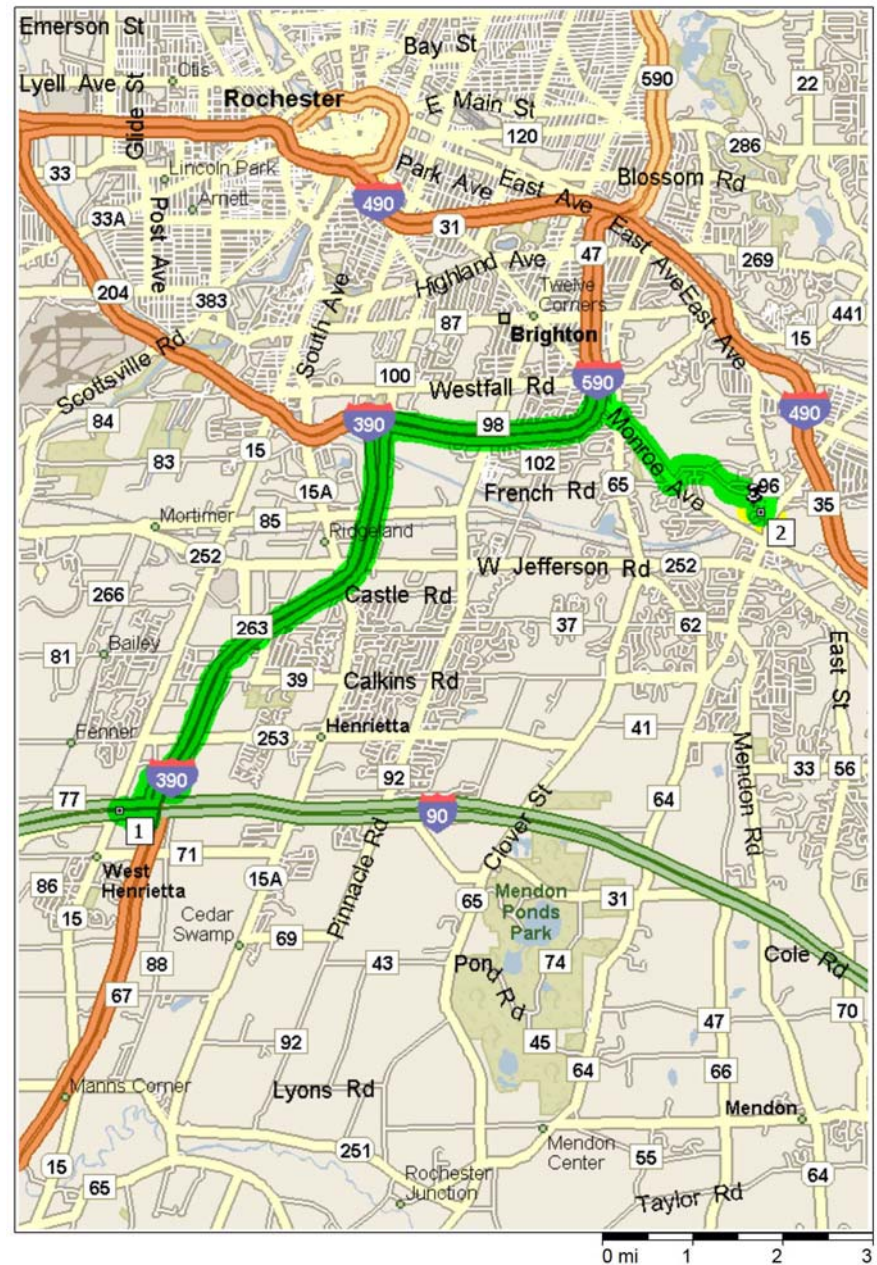 Emerson St
Bay St
Otis
590
22
Lyell Ave
Glide St
Rochester
E Main St
120
286
33
Lincoln Park
Park Ave
East Ave
Blossom Rd
33A
Post Ave
Arnett
490
31
East Ave
47
269
204
383
Highland Ave
Twelve
Corners
East Ave
441
South Ave
87
Brighton
15
Scottsville Rd
100
Westfall Rd
590
490
84
390
98
Monroe Ave
15
83
102
15A
French Rd
65
96
35
Mortimer
85
Ridgeland
2
252
W Jefferson Rd
252
266
Castle Rd
263
37
62
81
Bailey
39
Calkins Rd
East St
Fenner
253
Henrietta
41
Mendon Rd
390
92
33
56
77
90
64
1
Clover St
71
Pinnacle Rd
West
Henrietta
86
15A
15
65
Mendon
Ponds
Park
31
Cedar
Swamp
69
88
43
Pond Rd
74
Cole Rd
67
70
92
45
47
Manns Corner
Lyons Rd
64
66
Mendon
15
251
Mendon
Center
55
64
65
Rochester
Junction
Taylor Rd
0 mi 1 2 3